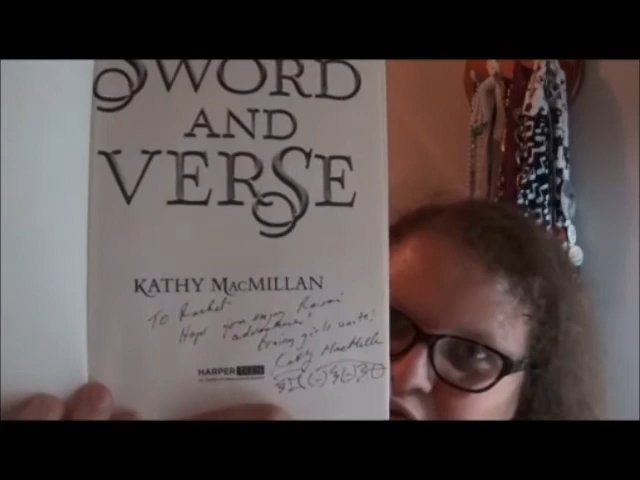 SWORD
AND
VERSE
KATHY MACMILLAN
To Rachel -
Hope you enjoy Raisa's
adventures!
Brainy girls unite!
Kathy MacMillan
HARPER TEEN